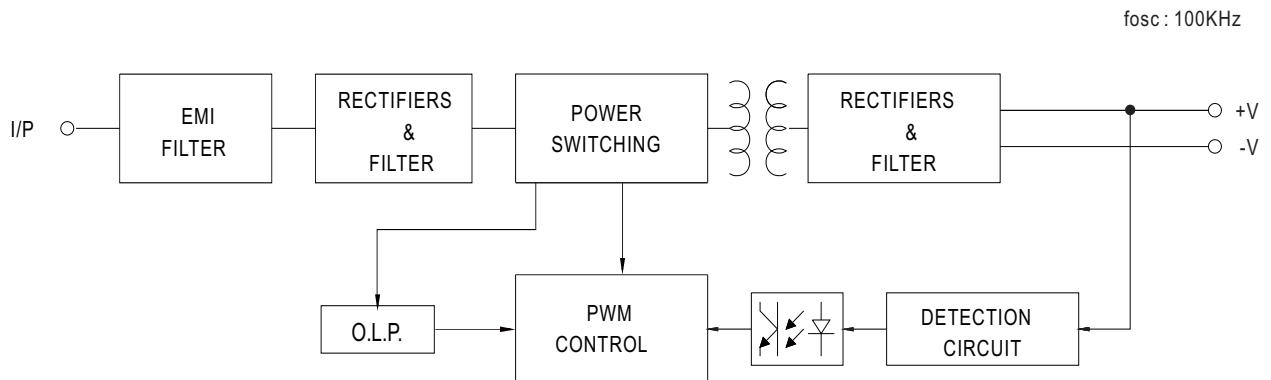 fosc : 100KHz
I/P
EMI
FILTER
RECTIFIERS
&
FILTER
POWER
SWITCHING
RECTIFIERS
&
FILTER
+V
-V
O.L.P.
PWM
CONTROL
DETECTION
CIRCUIT